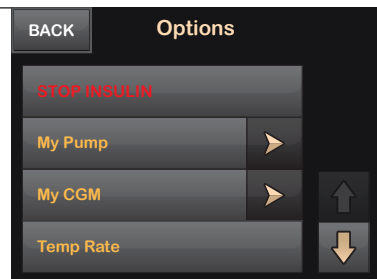 BACK
Options
STOP INSULIN
My Pump
My CGM
Temp Rate